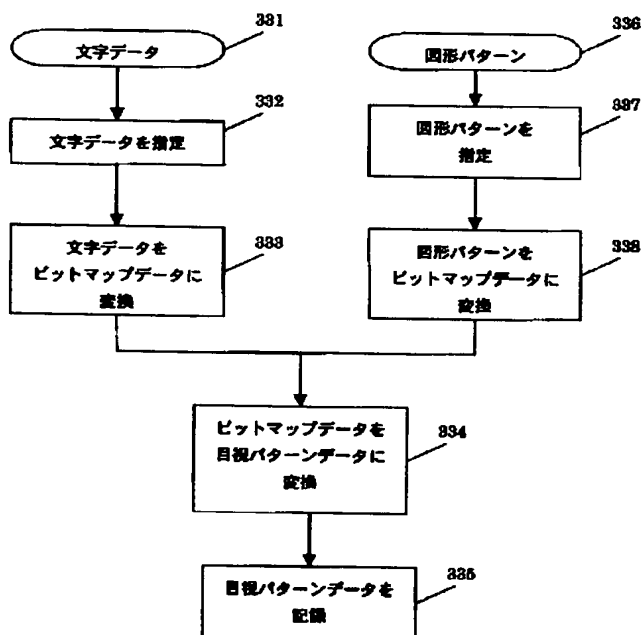 文字データ
331
文字データを指定
332
文字データを
ビットマップデータに
変換
333
図形パターン
336
図形パターンを
指定
337
図形パターンを
ビットマップデータに
変換
338
ビットマップデータを
目視パターンデータに
変換
334
目視パターンデータを
記録
335